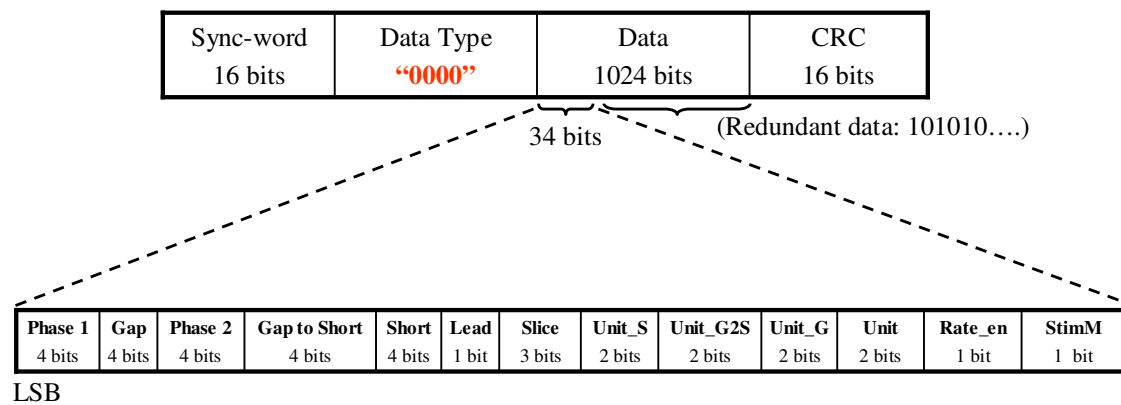 Sync-word Data Type Data CRC
16 bits “0000” 1024 bits 16 bits
34 bits (Redundant data: 101010….)
Phase 1 Gap Phase 2 Gap to Short Short Lead Slice Unit_S Unit_G2S Unit_G Unit Rate_en StimM
4 bits 4 bits 4 bits 4 bits 4 bits 1 bit 3 bits 2 bits 2 bits 2 bits 2 bits 1 bit 1 bit
LSB